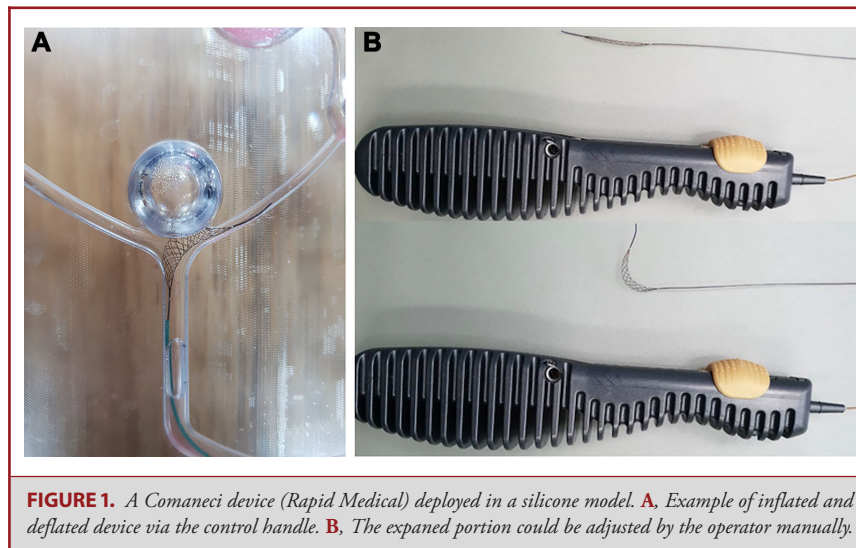 A
B
FIGURE 1. A Comaneci device (Rapid Medical) deployed in a silicone model. A, Example of inflated and
deflated device via the control handle. B, The expaned portion could be adjusted by the operator manually.